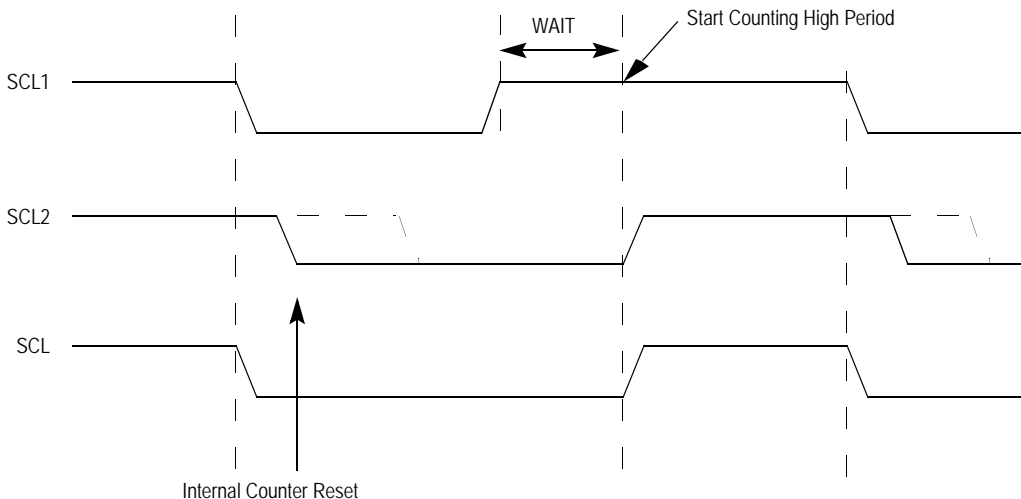 WAIT
Start Counting High Period
SCL1
SCL2
SCL
Internal Counter Reset